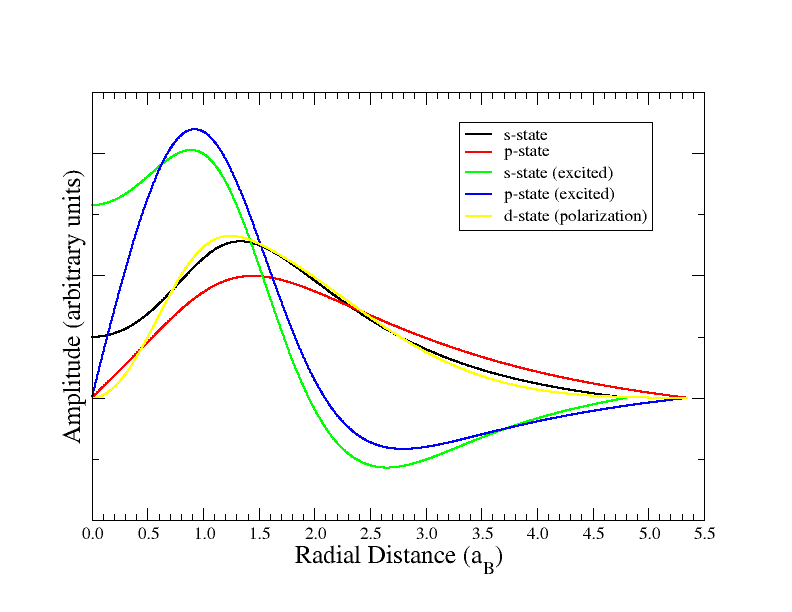 s-state
p-state
s-state (excited)
p-state (excited)
d-state (polarization)
Amplitude (arbitrary units)
0.0 0.5 1.0 1.5 2.0 2.5 3.0 3.5 4.0 4.5 5.0 5.5
Radial Distance (a_B)